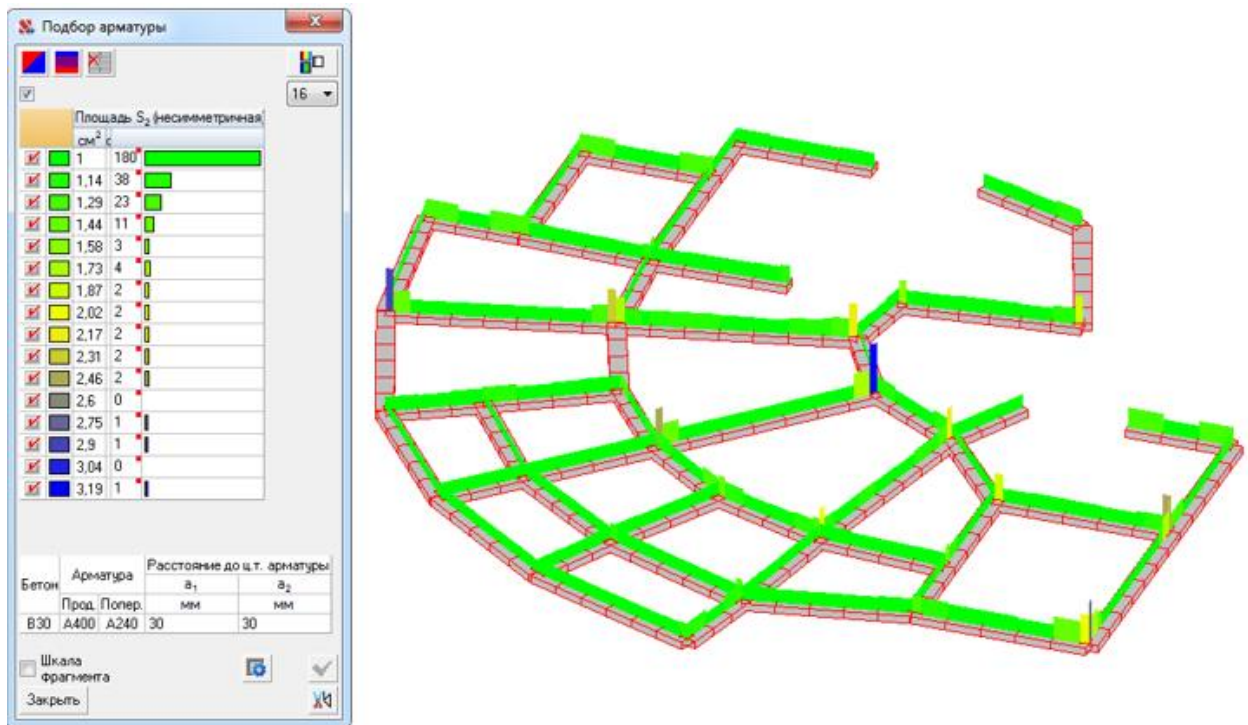 Подбор арматуры
16
Площадь S2 (несимметричная)
см2
1 180
1,14 38
1,29 23
1,44 11
1,58 3
1,73 4
1,87 2
2,02 2
2,17 2
2,31 2
2,46 2
2,6 0
2,75 1
2,9 1
3,04 0
3,19 1
Бетон Арматура Расстояние до ц.т. арматуры
a1 a2
Прод. Попер. мм мм
B30 A400 A240 30 30
Шкала
фрагмента
Закрыть